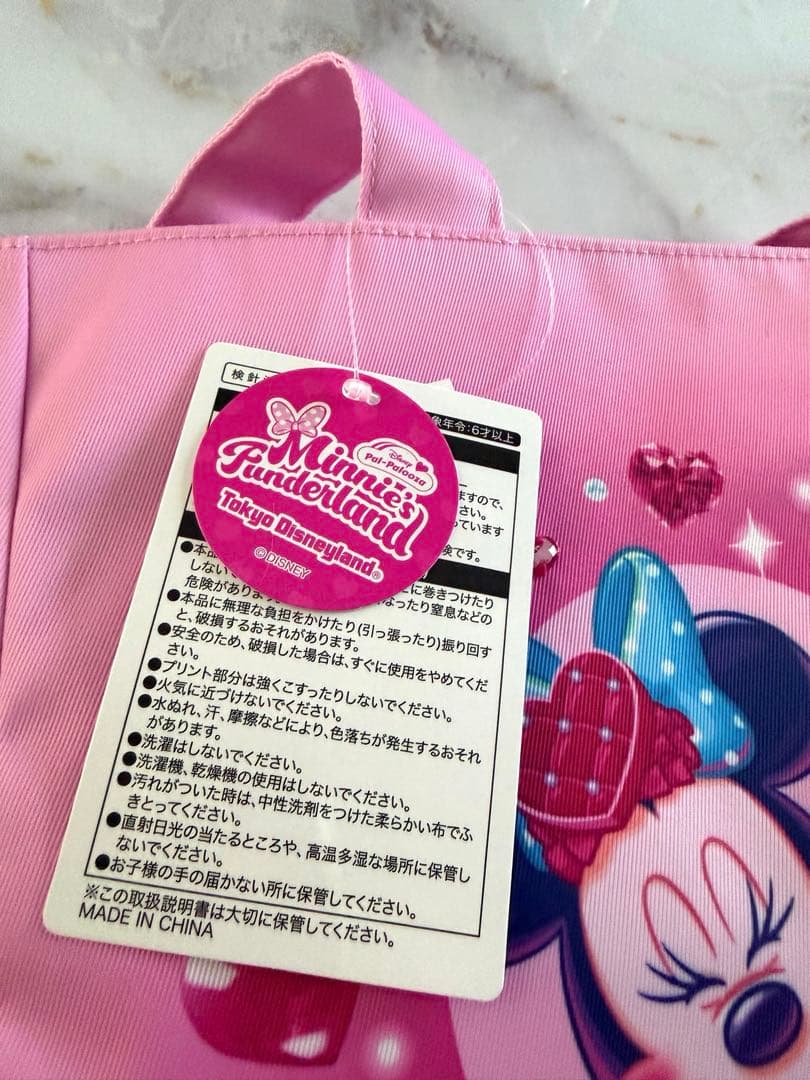 検針
象年令:6才以上
Disney
Pal-Palooza
Minnie's
Funderland
Tokyo Disneyland®
©DISNEY
ますので、
さい。
っています
険です。
●本品
に巻きつけたり
しない
なったり窒息などの
危険があります
●本品に無理な負担をかけたり(引っ張ったり)振り回す
と、破損するおそれがあります。
●安全のため、破損した場合は、すぐに使用をやめてくだ
さい。
●プリント部分は強くこすったりしないでください。
●火気に近づけないでください。
●水ぬれ、汗、摩擦などにより、色落ちが発生するおそれ
があります。
●洗濯はしないでください。
●洗濯機、乾燥機の使用はしないでください。
●汚れがついた時は、中性洗剤をつけた柔らかい布でふ
きとってください。
●直射日光の当たるところや、高温多湿な場所に保管し
ないでください。
●お子様の手の届かない所に保管してください。
※この取扱説明書は大切に保管してください。
MADE IN CHINA